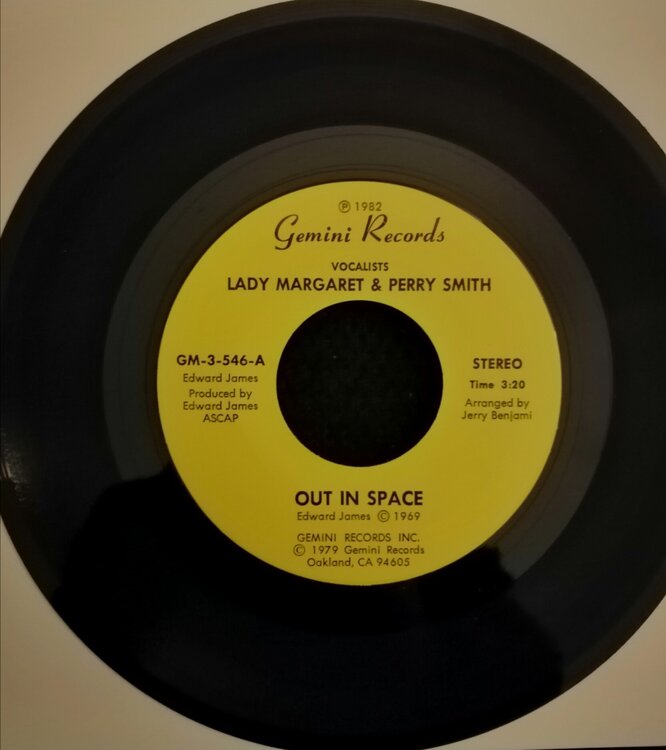 ℗ 1982
Gemini Records
VOCALISTS
LADY MARGARET & PERRY SMITH
GM-3-546-A
Edward James
Produced by
Edward James
ASCAP
STEREO
Time 3:20
Arranged by
Jerry Benjami
OUT IN SPACE
Edward James © 1969
GEMINI RECORDS INC.
© 1979 Gemini Records
Oakland, CA 94605